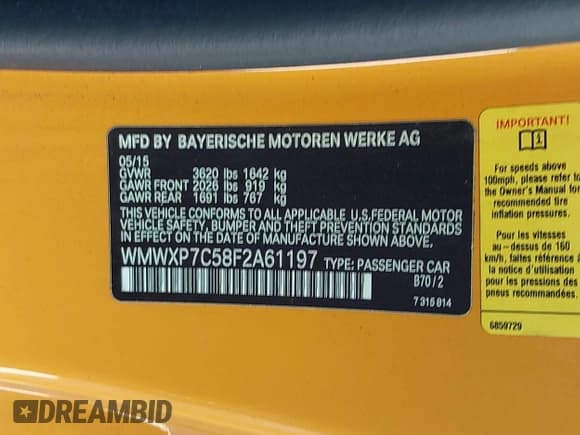 MFD BY BAYERISCHE MOTOREN WERKE AG
05/15
GVWR 3620 lbs 1642 kg
GAWR FRONT 2026 lbs 919 kg
GAWR REAR 1691 lbs 767 kg
THIS VEHICLE CONFORMS TO ALL APPLICABLE U.S.FEDERAL MOTOR
VEHICLE SAFETY, BUMPER AND THEFT PREVENTION STANDARDS
IN EFFECT ON THE DATE OF MANUFACTURE SHOWN ABOVE.
WMWXP7C58F2A61197 TYPE: PASSENGER CAR
B70/2
7 315 814
IMPORTANT!
For speeds above
100mph, please refer to
the Owner's Manual for
recommended tire
inflation pressures.
Pour les vitesses
au-dessus de 160
km/h, faites référence à
la notice d'utilisation
pour les pressions des
pneus recommandées
6859729
DREAMBID